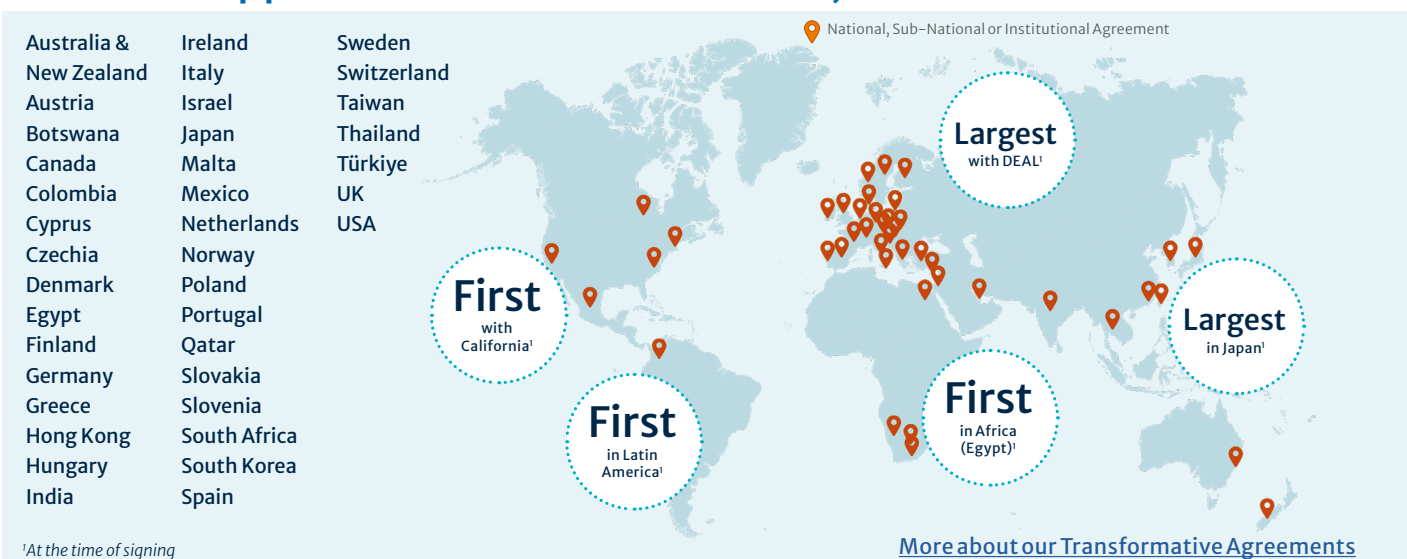 National, Sub-National or Institutional Agreement
Australia &
New Zealand
Austria
Botswana
Canada
Colombia
Cyprus
Czechia
Denmark
Egypt
Finland
Germany
Greece
Hong Kong
Hungary
India
Ireland
Italy
Israel
Japan
Malta
Mexico
Netherlands
Norway
Poland
Portugal
Qatar
Slovakia
Slovenia
South Africa
South Korea
Spain
Sweden
Switzerland
Taiwan
Thailand
Türkiye
UK
USA
Largest
with DEAL¹
First
with
California¹
First
in Latin
America¹
First
in Africa
(Egypt)¹
Largest
in Japan¹
¹At the time of signing
More about our Transformative Agreements